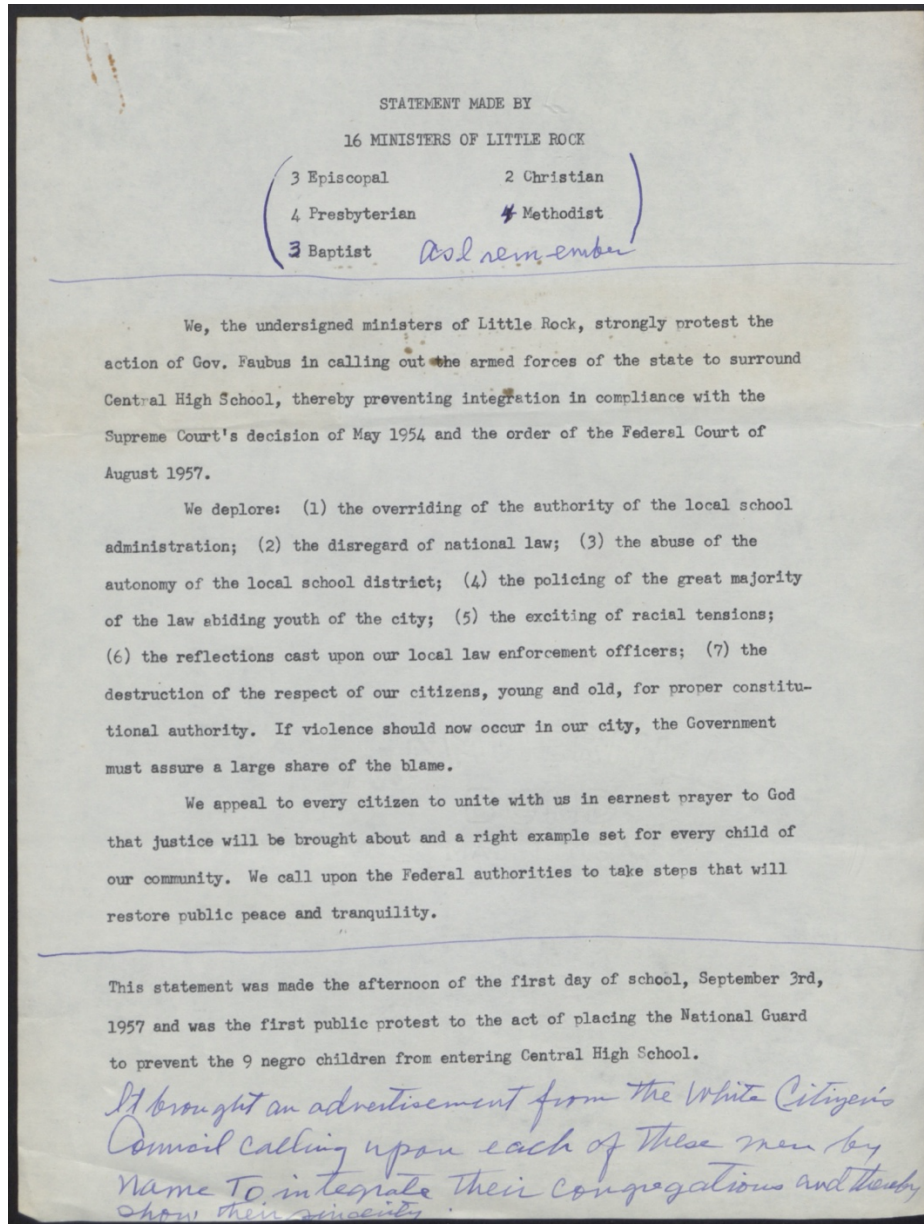 STATEMENT MADE BY
16 MINISTERS OF LITTLE ROCK
3 Episcopal 2 Christian
4 Presbyterian 4 Methodist
3 Baptist as I remember
We, the undersigned ministers of Little Rock, strongly protest the
action of Gov. Faubus in calling out the armed forces of the state to surround
Central High School, thereby preventing integration in compliance with the
Supreme Court's decision of May 1954 and the order of the Federal Court of
August 1957.
We deplore: (1) the overriding of the authority of the local school
administration; (2) the disregard of national law; (3) the abuse of the
autonomy of the local school district; (4) the policing of the great majority
of the law abiding youth of the city; (5) the exciting of racial tensions;
(6) the reflections cast upon our local law enforcement officers; (7) the
destruction of the respect of our citizens, young and old, for proper constitu-
tional authority. If violence should now occur in our city, the Government
must assure a large share of the blame.
We appeal to every citizen to unite with us in earnest prayer to God
that justice will be brought about and a right example set for every child of
our community. We call upon the Federal authorities to take steps that will
restore public peace and tranquility.
This statement was made the afternoon of the first day of school, September 3rd,
1957 and was the first public protest to the act of placing the National Guard
to prevent the 9 negro children from entering Central High School.
It brought an advertisement from the White Citizen's
Council calling upon each of these men by
name To integrate their congregations and thereby
show their sincerity.